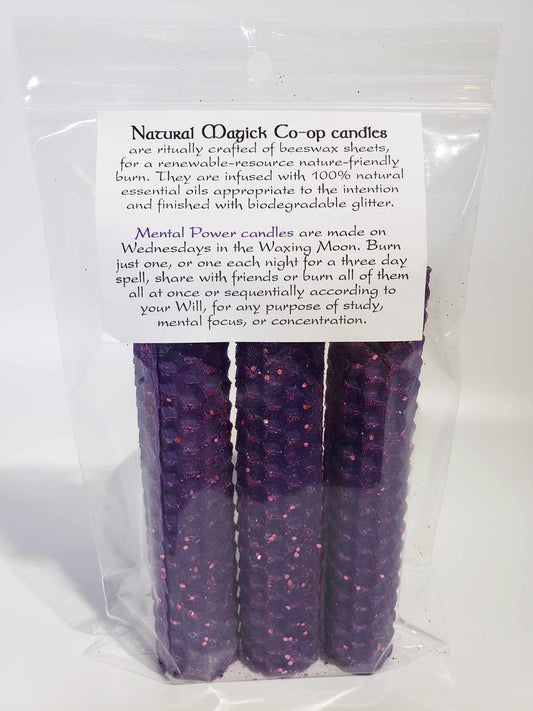 Natural Magick Co-op candles
are ritually crafted of beeswax sheets,
for a renewable-resource nature-friendly
burn. They are infused with 100% natural
essential oils appropriate to the intention
and finished with biodegradable glitter.
Mental Power candles are made on
Wednesdays in the Waxing Moon. Burn
just one, or one each night for a three day
spell, share with friends or burn all of them
all at once or sequentially according to
your Will, for any purpose of study,
mental focus, or concentration.